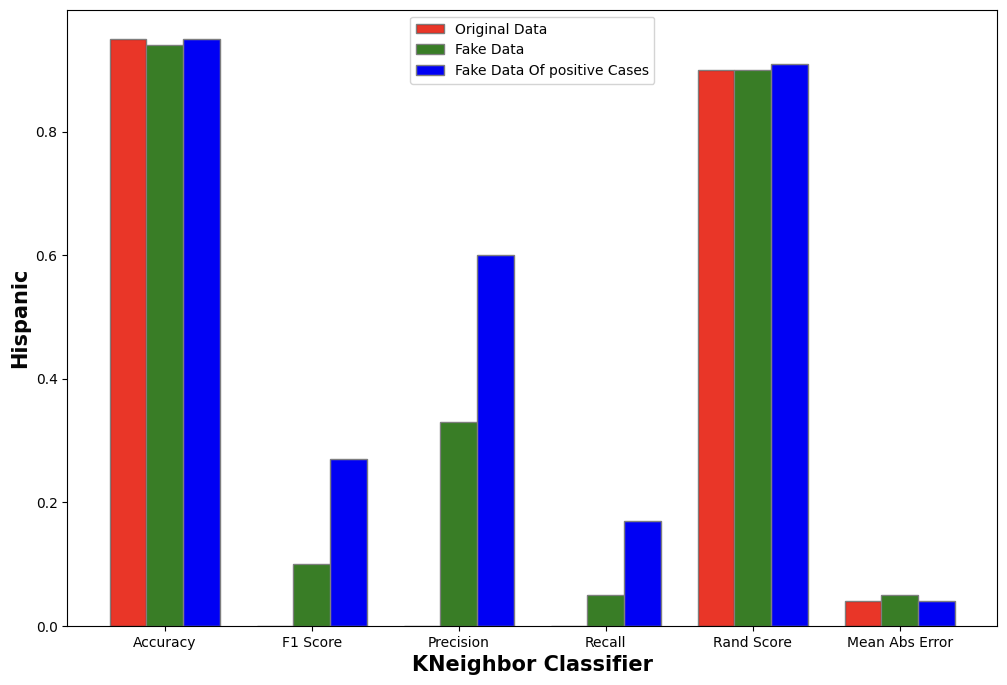 Original Data
Fake Data
Fake Data Of positive Cases
Hispanic
0.8
0.6
0.4
0.2
0.0
Accuracy
F1 Score
Precision
Recall
Rand Score
Mean Abs Error
KNeighbor Classifier